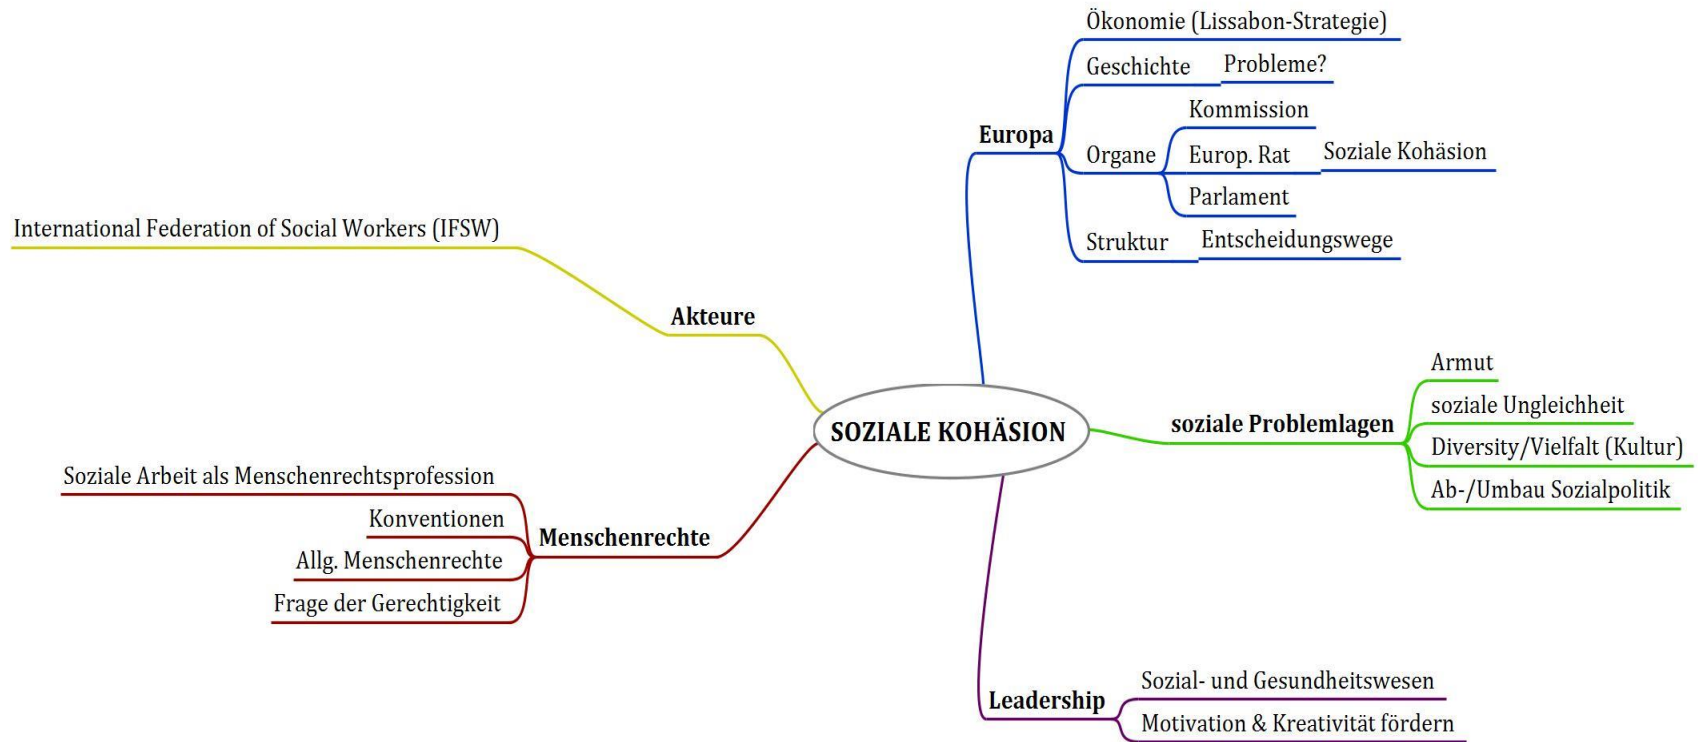 Ökonomie (Lissabon-Strategie)
Geschichte
Probleme?
Europa
Organe
Kommission
Europ. Rat
Soziale Kohäsion
Parlament
Struktur
Entscheidungswege
International Federation of Social Workers (IFSW)
Akteure
SOZIALE KOHÄSION
soziale Problemlagen
Armut
soziale Ungleichheit
Diversity/Vielfalt (Kultur)
Ab-/Umbau Sozialpolitik
Menschenrechte
Soziale Arbeit als Menschenrechtsprofession
Konventionen
Allg. Menschenrechte
Frage der Gerechtigkeit
Leadership
Sozial- und Gesundheitswesen
Motivation & Kreativität fördern